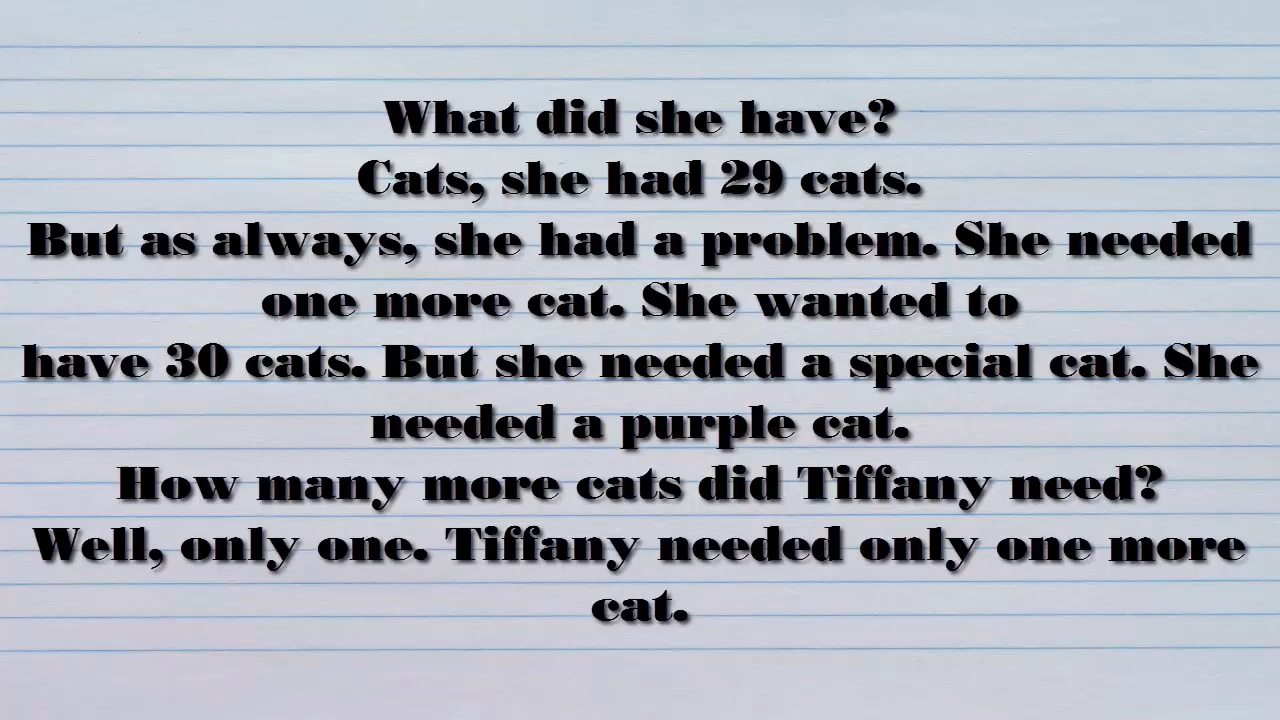 What did she have?
Cats, she had 29 cats.
But as always, she had a problem. She needed
one more cat. She wanted to
have 30 cats. But she needed a special cat. She
needed a purple cat.
How many more cats did Tiffany need?
Well, only one. Tiffany needed only one more
cat.